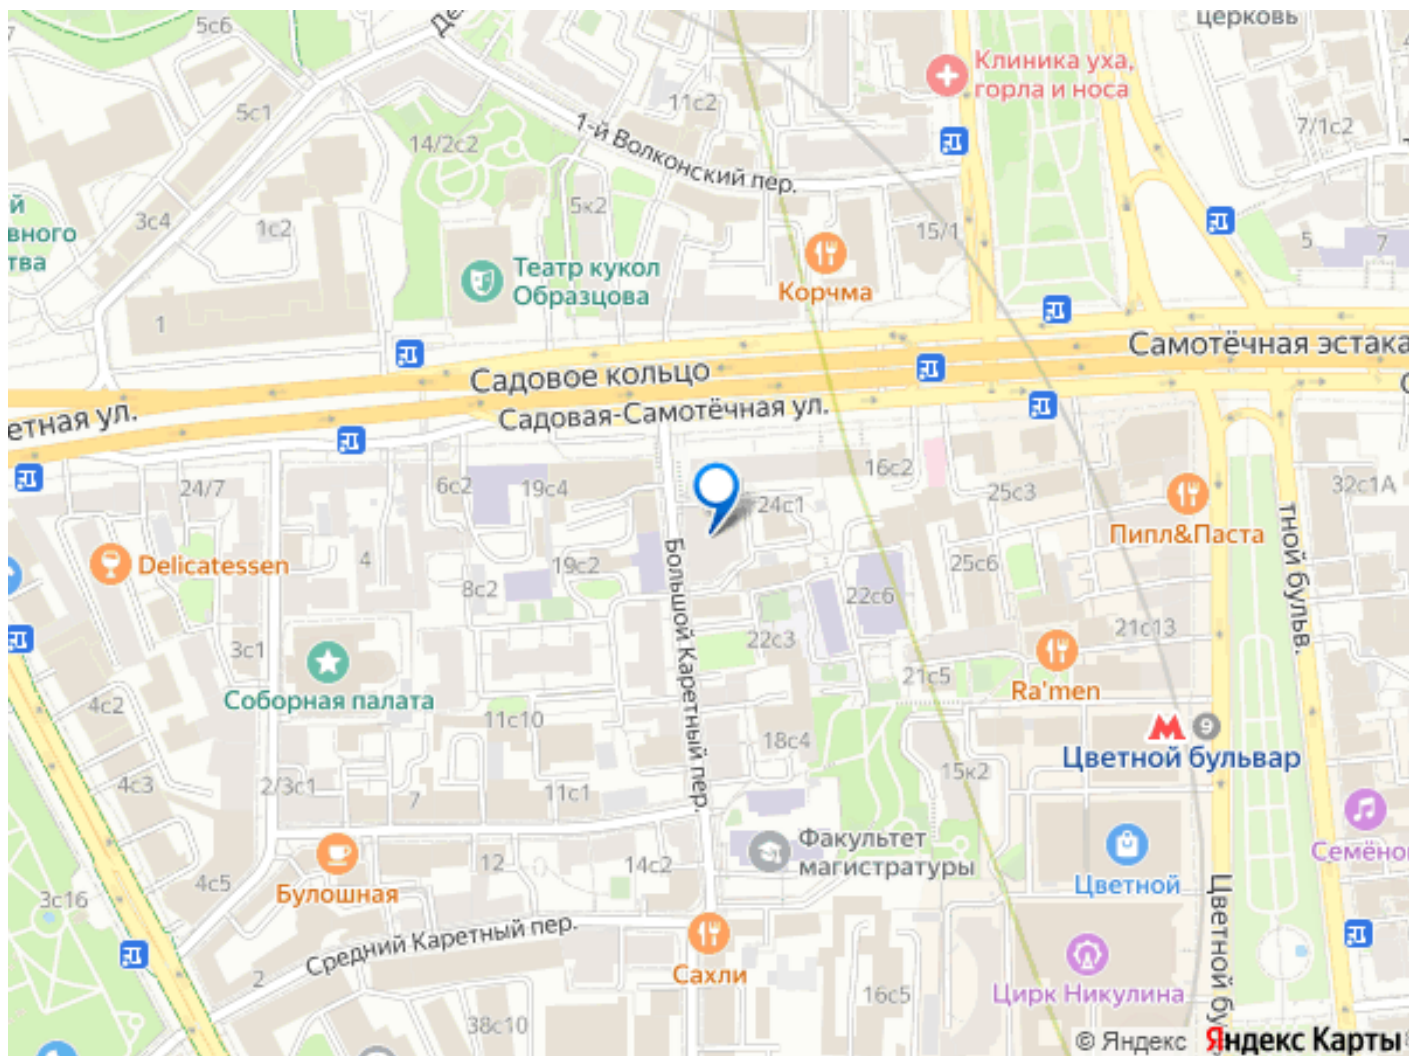 5с6
церковь
Клиника уха,
горла и носа
11с2
5с1
7/1с2
14/2с2
1-й Волконский пер.
й
вного
тва
3с4
1с2
5к2
15/1
5
7
Театр кукол
Образцова
Корчма
1
Самотёчная эстака
Садовое кольцо
Садовая-Самотёчная ул.
етная ул.
16с2
24/7
6с2
19с4
24с1
25с3
32с1А
Пипл&Паста
Delicatessen
4
19с2
8с2
25с6
22с6
Большой Каретный пер.
тной бульв.
21с13
22с3
3с1
Соборная палата
21с5
Ra'men
4с2
11с10
18с4
9
Цветной бульвар
15к2
4с3
2/3с1
7
11с1
Факультет
магистратуры
Семёно
12
14с2
Цветной
Булошная
4с5
3с16
Цветной бу
Средний Каретный пер.
Сахли
2
Цирк Никулина
16с5
38с10
© Яндекс Яндекс Карты